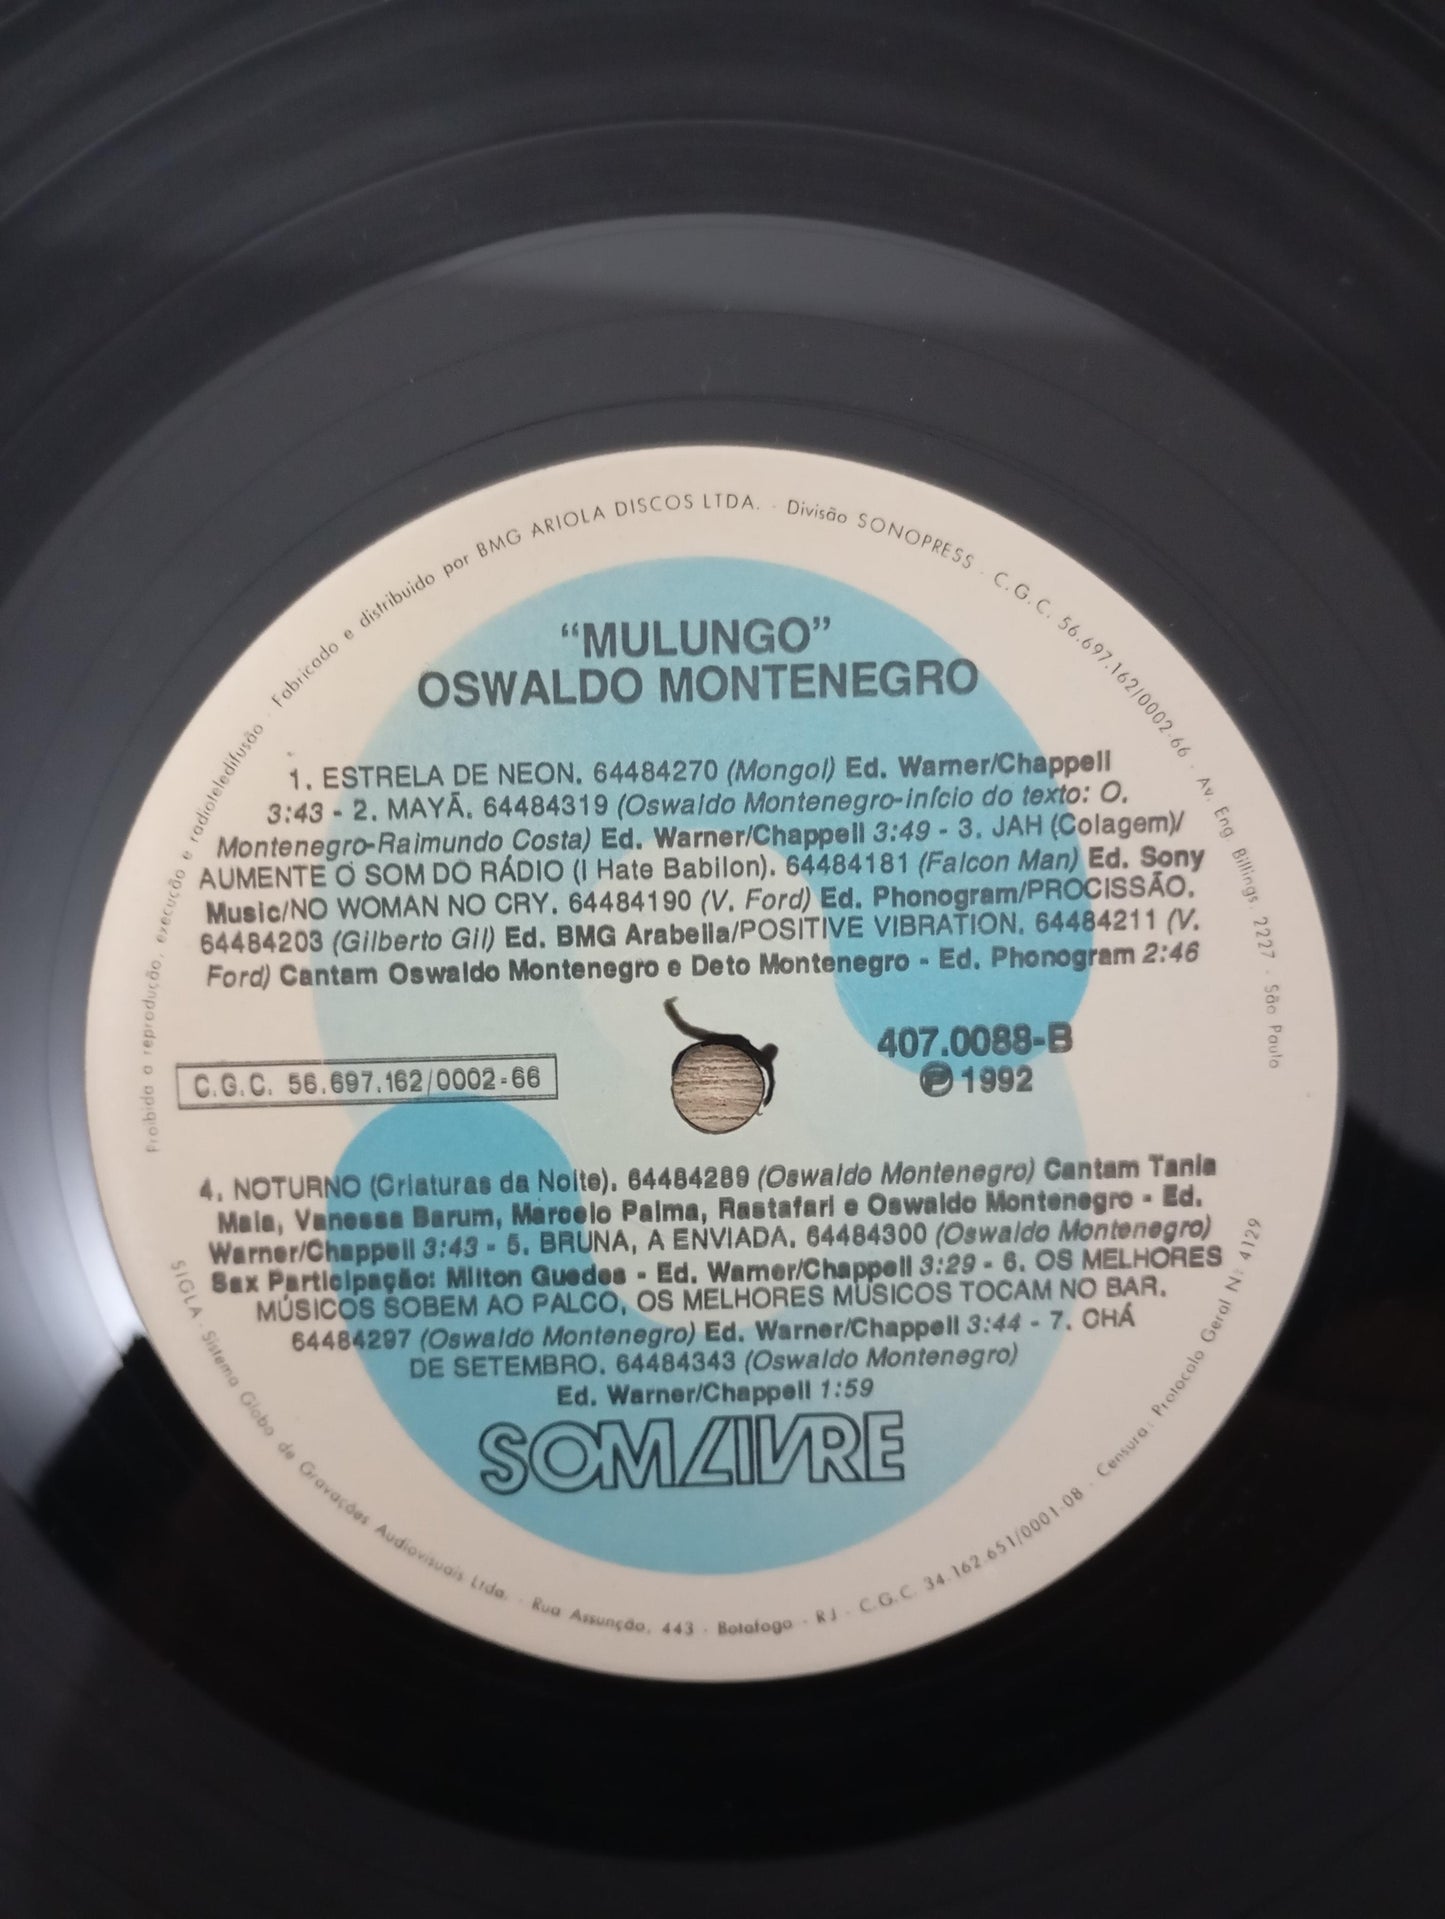 Fabricado e distribuido por BMG ARIOLA DISCOS LTDA. - Divisão SONOPRESS - C.G.C. 56.697.162/0002-66 - Av. Eng. Billings, 2227 - São Paulo
“MULUNGO”
OSWALDO MONTENEGRO
1. ESTRELA DE NEON. 64484270 (Mongol) Ed. Warner/Chappell
3:43 - 2. MAYÃ. 64484319 (Oswaldo Montenegro-início do texto: O.
Montenegro-Raimundo Costa) Ed. Warner/Chappell 3:49 - 3. JAH (Colagem)/
AUMENTE O SOM DO RÁDIO (I Hate Babilon). 64484181 (Falcon Man) Ed. Sony
Music/NO WOMAN NO CRY. 64484190 (V. Ford) Ed. Phonogram/PROCISSÃO.
64484203 (Gilberto Gil) Ed. BMG Arabella/POSITIVE VIBRATION. 64484211 (V.
Ford) Cantam Oswaldo Montenegro e Deto Montenegro - Ed. Phonogram 2:46
407.0088-B
Ⓟ 1992
C.G.C. 56.697.162/0002-66
4. NOTURNO (Criaturas da Noite). 64484289 (Oswaldo Montenegro) Cantam Tania
Maia, Vanessa Barum, Marcelo Palma, Rastafari e Oswaldo Montenegro - Ed.
Warner/Chappell 3:43 - 5. BRUNA, A ENVIADA. 64484300 (Oswaldo Montenegro)
Sax Participação: Milton Guedes - Ed. Warner/Chappell 3:29 - 6. OS MELHORES
MÚSICOS SOBEM AO PALCO, OS MELHORES MÚSICOS TOCAM NO BAR.
64484297 (Oswaldo Montenegro) Ed. Warner/Chappell 3:44 - 7. CHÁ
DE SETEMBRO. 64484343 (Oswaldo Montenegro)
Ed. Warner/Chappell 1:59
SOM LIVRE
SIGLA - Sistema Globo de Gravações Audiovisuais Ltda. - Rua Assunção, 443 - Botafogo - RJ - C.G.C. 34.162.651/0001-08 - Censura: Protocolo Geral N: 4129
Proibida a reprodução, execução e radioteledifusão